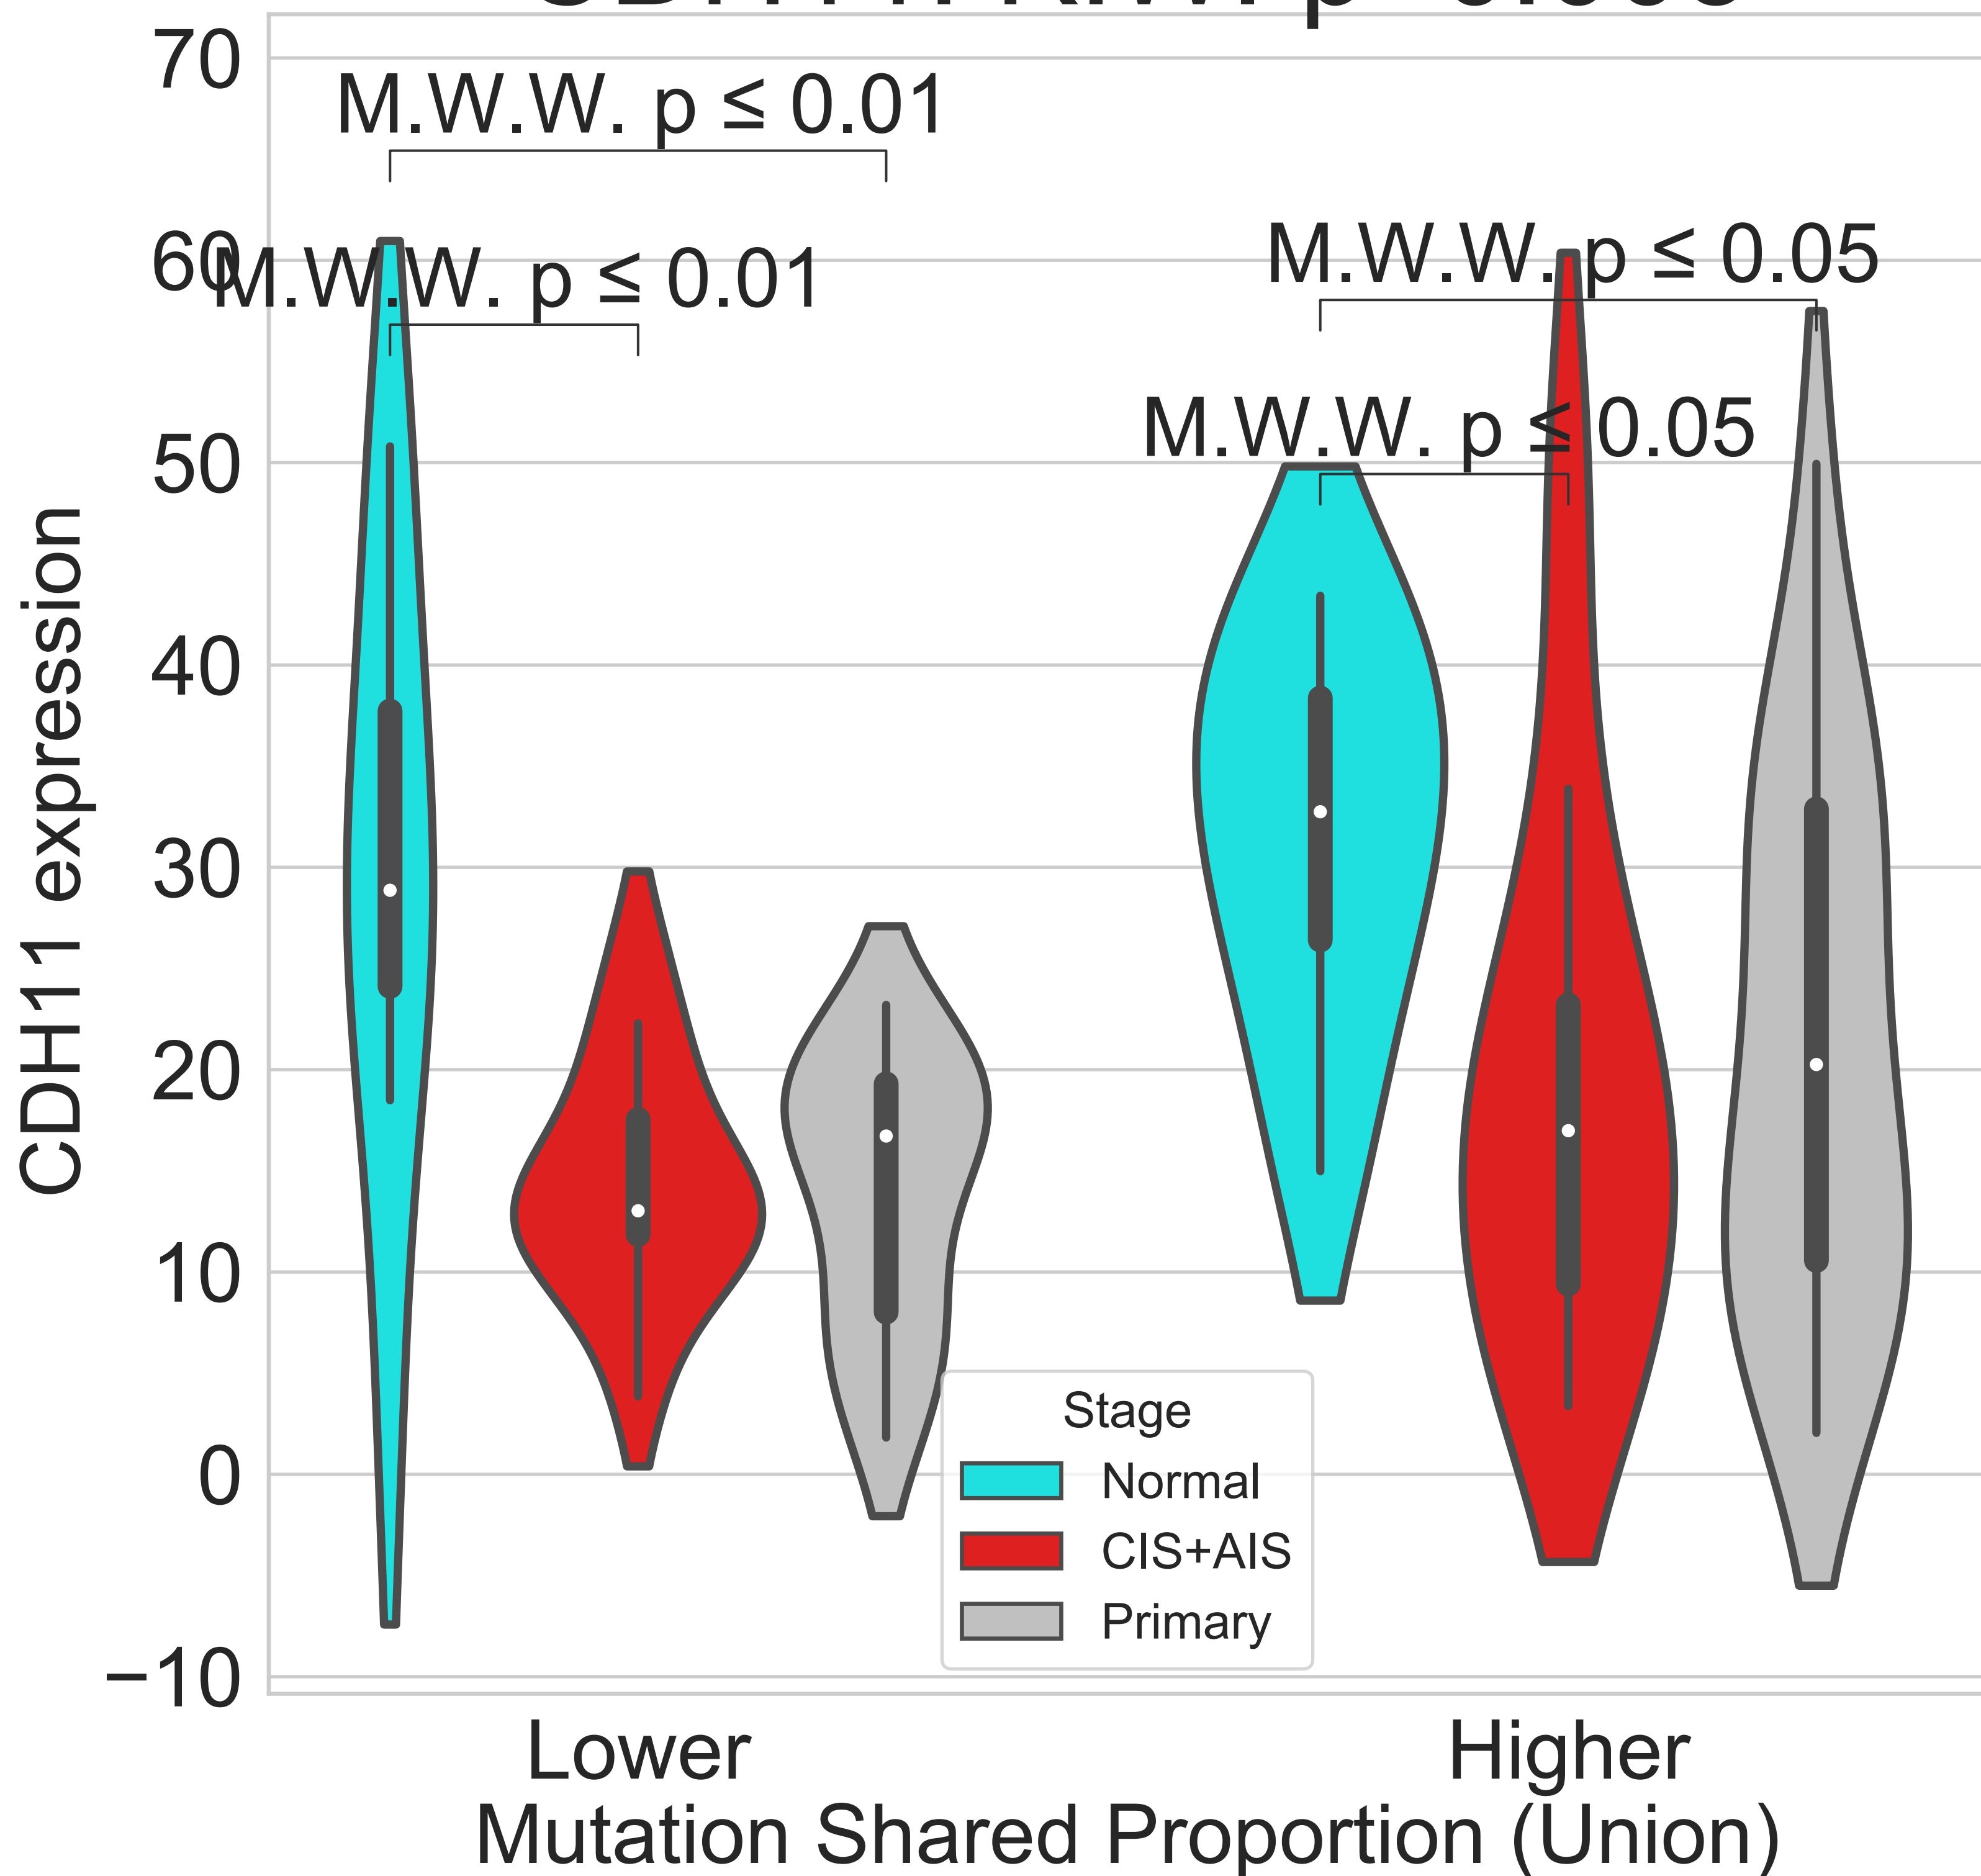 70
60
50
40
30
20
10
0
−10
CDH11 expression
M.W.W. p ≤ 0.01
M.W.W. p ≤ 0.01
M.W.W. p ≤ 0.05
M.W.W. p ≤ 0.05
Stage
Normal
CIS+AIS
Primary
Lower
Higher
Mutation Shared Proportion (Union)